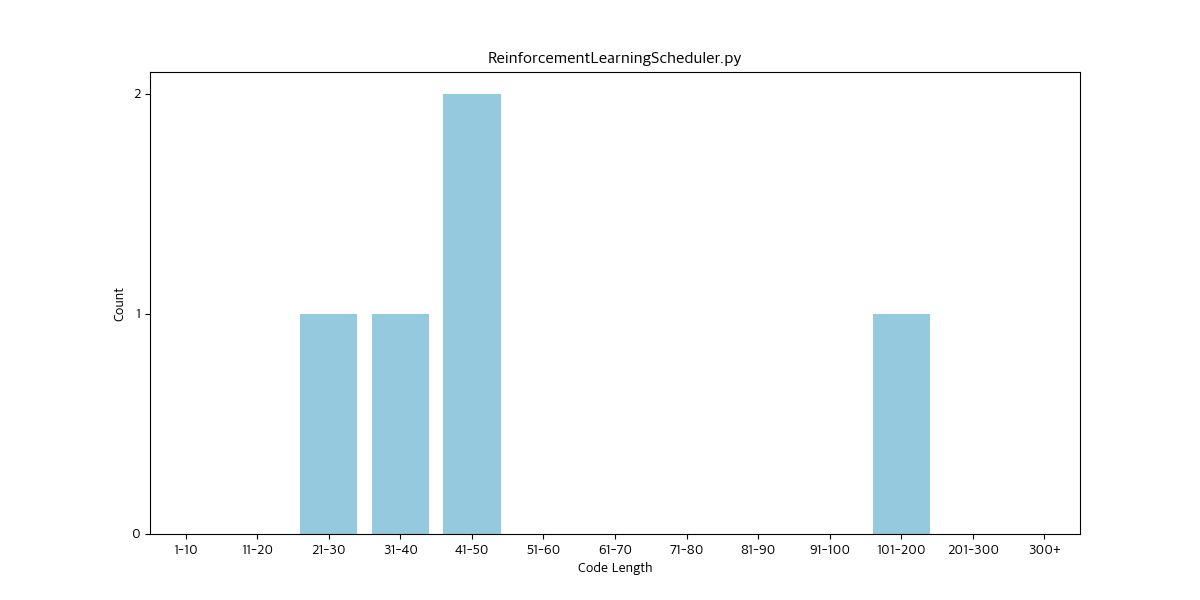 ReinforcementLearningScheduler.py
2
1
0
Count
1-10 11-20 21-30 31-40 41-50 51-60 61-70 71-80 81-90 91-100 101-200 201-300 300+
Code Length